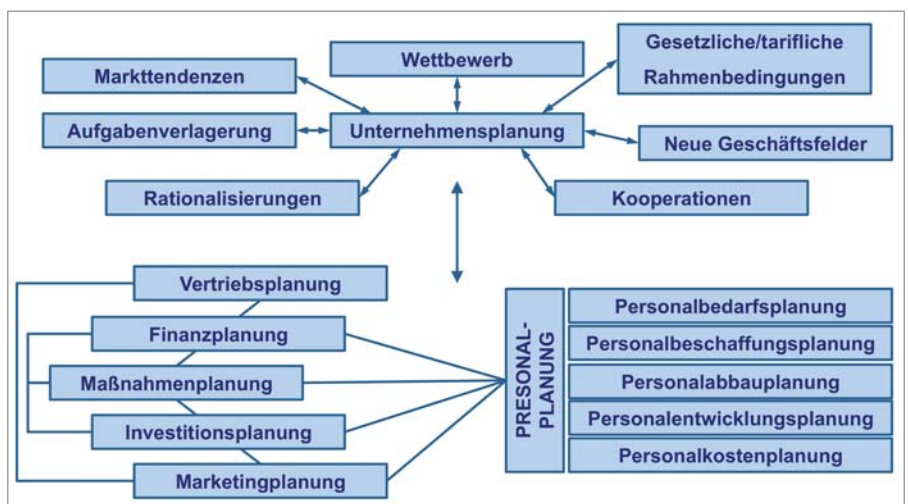 Wettbewerb
Gesetzliche/tarifliche
Rahmenbedingungen
Markttendenzen
Aufgabenverlagerung
Unternehmensplanung
Neue Geschäftsfelder
Rationalisierungen
Kooperationen
Vertriebsplanung
Finanzplanung
Maßnahmenplanung
Investitionsplanung
Marketingplanung
PRESONAL-
PLANUNG
Personalbedarfsplanung
Personalbeschaffungsplanung
Personalabbauplanung
Personalentwicklungsplanung
Personalkostenplanung